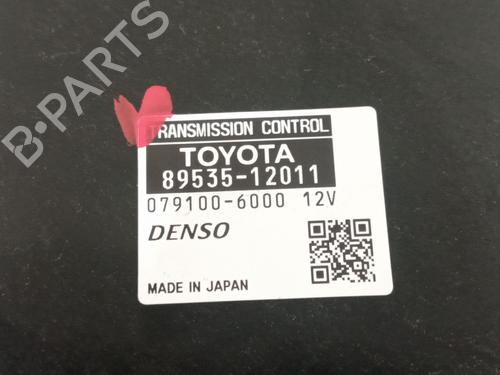 B-PARTS
TRANSMISSION CONTROL
TOYOTA
89535-12011
079100-6000 12V
DENSO
MADE IN JAPAN